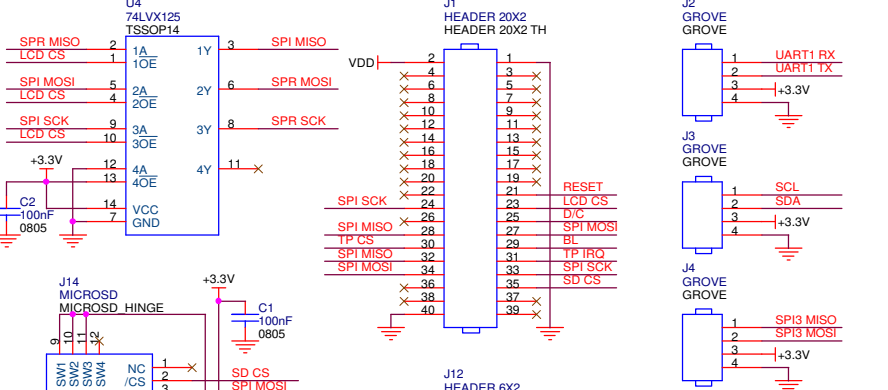 U4
74LVX125
TSSOP14
SPR MISO 2 1A 1Y 3 SPI MISO
LCD CS 1 1OE
SPI MOSI 5 2A 2Y 6 SPR MOSI
LCD CS 4 2OE
SPI SCK 9 3A 3Y 8 SPR SCK
LCD CS 10 3OE
+3.3V
12 4A 4Y 11
13 4OE
14 VCC
7 GND
C2
100nF
0805
J1
HEADER 20X2
HEADER 20X2 TH
VDD 2 1
4 3
6 5
8 7
10 9
12 11
14 13
16 15
18 17
20 19
22 21 RESET
SPI SCK 24 23 LCD CS
26 25 D/C
SPI MISO 28 27 SPI MOSI
TP CS 30 29 BL
SPI MISO 32 31 TP IRQ
SPI MOSI 34 33 SPI SCK
36 35 SD CS
38 37
40 39
J2
GROVE
GROVE
1 UART1 RX
2 UART1 TX
3 +3.3V
4
J3
GROVE
GROVE
1 SCL
2 SDA
3 +3.3V
4
J4
GROVE
GROVE
1 SPI3 MISO
2 SPI3 MOSI
3 +3.3V
4
J14
MICROSD
MICROSD_HINGE
9 10 11 12
SW1 SW2 SW3 SW4
NC 1
/CS 2 SD CS
3 SPI MOSI
+3.3V
C1
100nF
0805
J12
HEADER 6X2